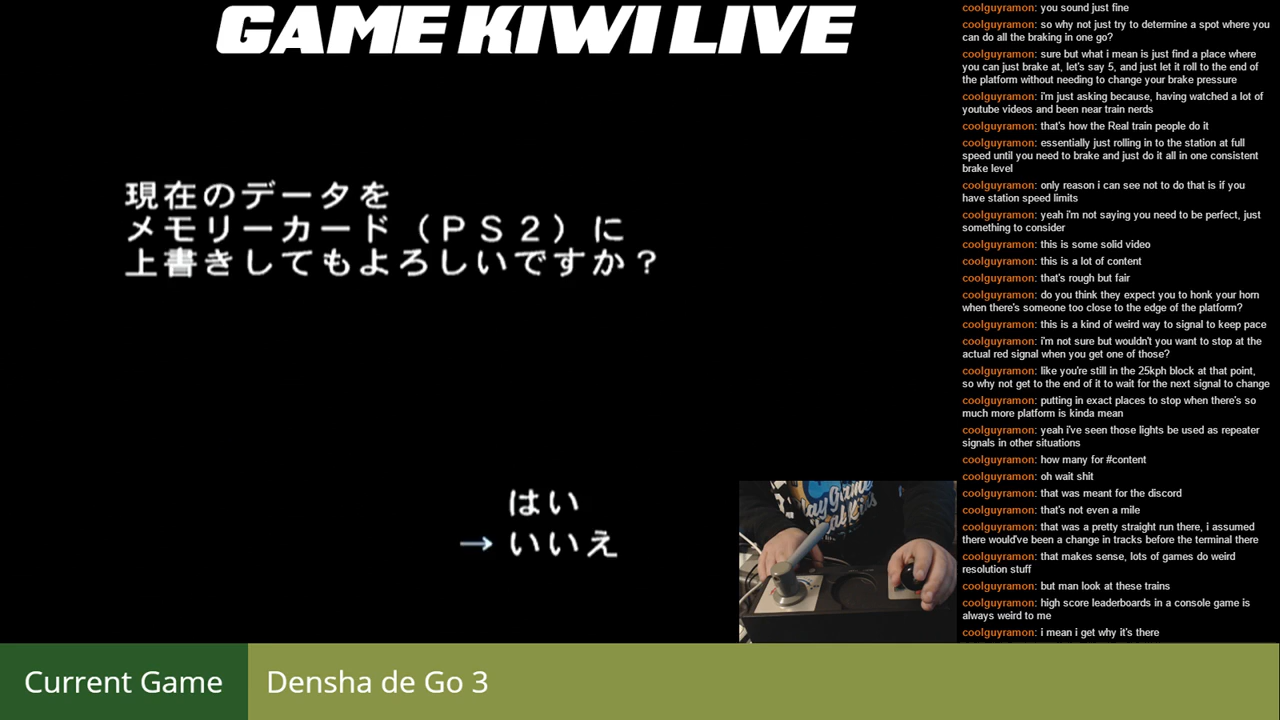 GAME KIWI LIVE
現在のデータを
メモリーカード（ＰＳ２）に
上書きしてもよろしいですか？
はい
→ いいえ
coolguyramon: you sound just fine
coolguyramon: so why not just try to determine a spot where you
can do all the braking in one go?
coolguyramon: sure but what i mean is just find a place where
you can just brake at, let's say 5, and just let it roll to the end of
the platform without needing to change your brake pressure
coolguyramon: i'm just asking because, having watched a lot of
youtube videos and been near train nerds
coolguyramon: that's how the Real train people do it
coolguyramon: essentially just rolling in to the station at full
speed until you need to brake and just do it all in one consistent
brake level
coolguyramon: only reason i can see not to do that is if you
have station speed limits
coolguyramon: yeah i'm not saying you need to be perfect, just
something to consider
coolguyramon: this is some solid video
coolguyramon: this is a lot of content
coolguyramon: that's rough but fair
coolguyramon: do you think they expect you to honk your horn
when there's someone too close to the edge of the platform?
coolguyramon: this is a kind of weird way to signal to keep pace
coolguyramon: i'm not sure but wouldn't you want to stop at the
actual red signal when you get one of those?
coolguyramon: like you're still in the 25kph block at that point,
so why not get to the end of it to wait for the next signal to change
coolguyramon: putting in exact places to stop when there's so
much more platform is kinda mean
coolguyramon: yeah i've seen those lights be used as repeater
signals in other situations
coolguyramon: how many for #content
coolguyramon: oh wait shit
coolguyramon: that was meant for the discord
coolguyramon: that's not even a mile
coolguyramon: that was a pretty straight run there, i assumed
there would've been a change in tracks before the terminal there
coolguyramon: that makes sense, lots of games do weird
resolution stuff
coolguyramon: but man look at these trains
coolguyramon: high score leaderboards in a console game is
always weird to me
coolguyramon: i mean i get why it's there
Current Game
Densha de Go 3